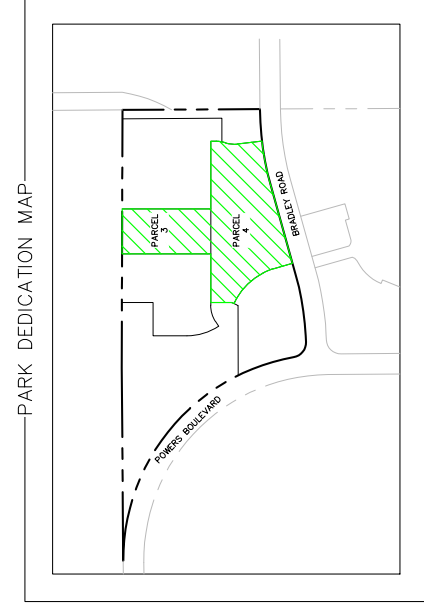 PARK DEDICATION MAP
PARCEL
3
PARCEL
4
BRADLEY ROAD
POWERS BOULEVARD